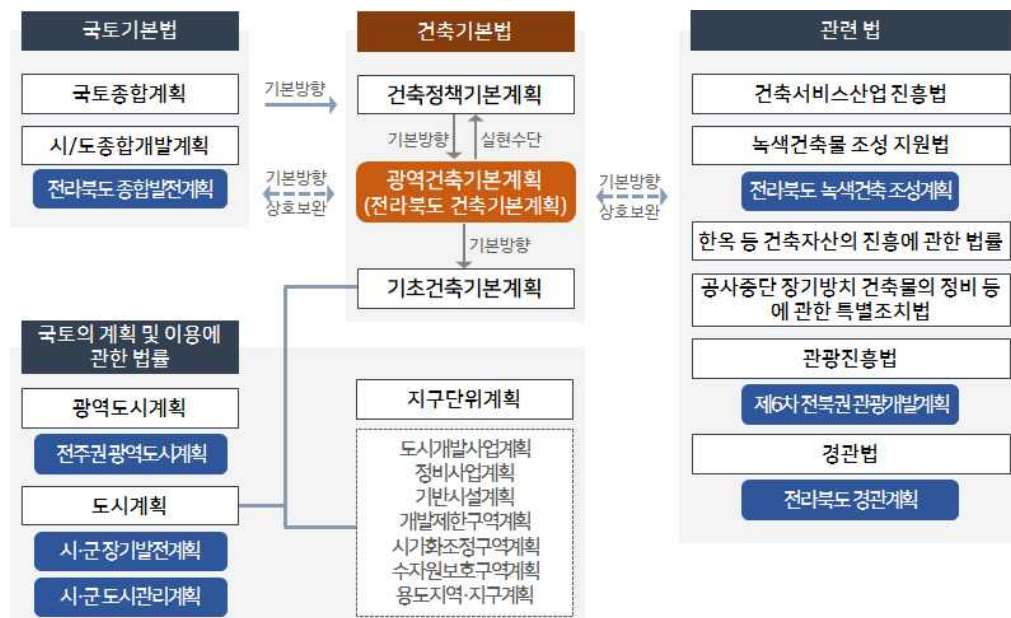 국토기본법
국토종합계획
시/도종합개발계획
전라북도 종합발전계획
기본방향
기본방향
상호보완
건축기본법
건축정책기본계획
기본방향
실현수단
광역건축기본계획
(전라북도 건축기본계획)
기본방향
기초건축기본계획
기본방향
상호보완
관련 법
건축서비스산업 진흥법
녹색건축물 조성 지원법
전라북도 녹색건축 조성계획
한옥 등 건축자산의 진흥에 관한 법률
공사중단 장기방치 건축물의 정비 등
에 관한 특별조치법
관광진흥법
제6차 전북권 관광개발계획
경관법
전라북도 경관계획
국토의 계획 및 이용에
관한 법률
광역도시계획
전주권 광역도시계획
도시계획
시·군 장기발전계획
시·군 도시관리계획
지구단위계획
도시개발사업계획
정비사업계획
기반시설계획
개발제한구역계획
시가화조정구역계획
수자원보호구역계획
용도지역·지구계획